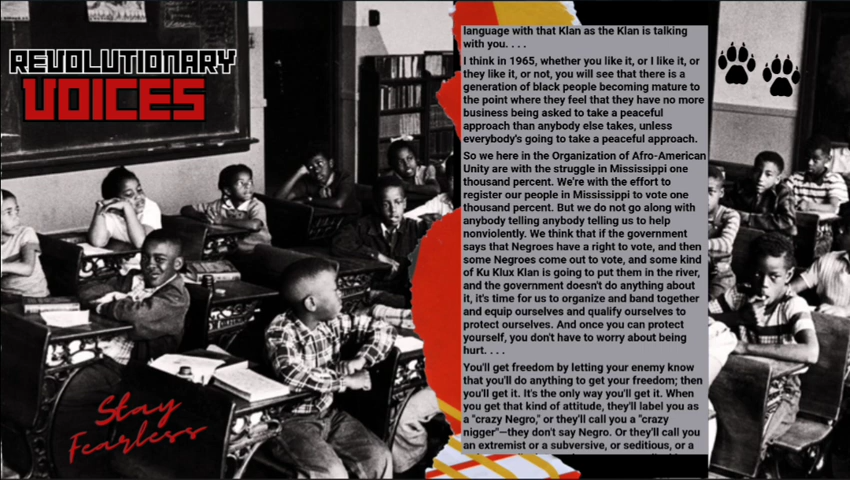 REVOLUTIONARY
VOICES
Stay
Fearless
language with that Klan as the Klan is talking
with you. . . .
I think in 1965, whether you like it, or I like it, or
they like it, or not, you will see that there is a
generation of black people becoming mature to
the point where they feel that they have no more
business being asked to take a peaceful
approach than anybody else takes, unless
everybody's going to take a peaceful approach.
So we here in the Organization of Afro-American
Unity are with the struggle in Mississippi one
thousand percent. We're with the effort to
register our people in Mississippi to vote one
thousand percent. But we do not go along with
anybody telling anybody telling us to help
nonviolently. We think that if the government
says that Negroes have a right to vote, and then
some Negroes come out to vote, and some kind
of Ku Klux Klan is going to put them in the river,
and the government doesn't do anything about
it, it's time for us to organize and band together
and equip ourselves and qualify ourselves to
protect ourselves. And once you can protect
yourself, you don't have to worry about being
hurt. . . .
You'll get freedom by letting your enemy know
that you'll do anything to get your freedom; then
you'll get it. It's the only way you'll get it. When
you get that kind of attitude, they'll label you as
a "crazy Negro," or they'll call you a "crazy
nigger"—they don't say Negro. Or they'll call you
an extremist or a subversive, or seditious, or a